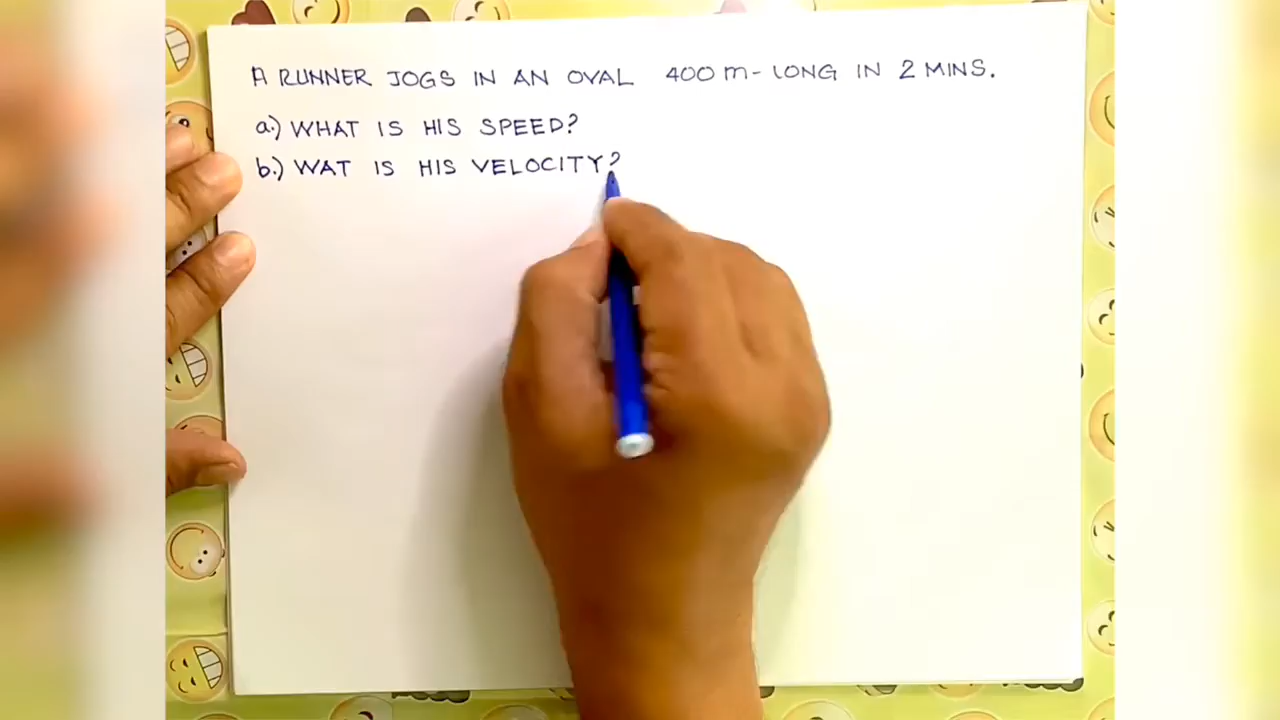 A RUNNER JOGS IN AN OVAL 400 m-LONG IN 2 MINS.
a.) WHAT IS HIS SPEED?
b.) WAT IS HIS VELOCITY?